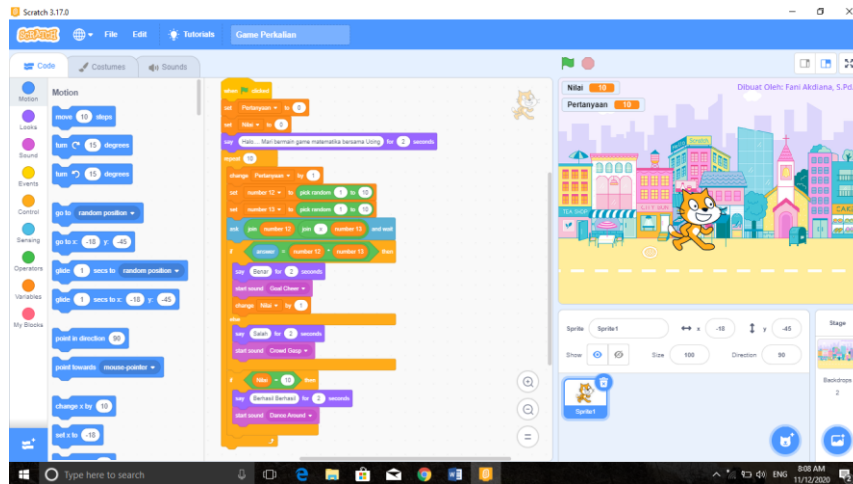 Scratch 3.17.0
SCRATCH File Edit Tutorials Game Perkalian
Code Costumes Sounds
Motion
Looks
Sound
Events
Control
Sensing
Operators
Variables
My Blocks
Motion
move 10 steps
turn 15 degrees
turn 15 degrees
go to random position
go to x: -18 y: -45
glide 1 secs to random position
glide 1 secs to x: -18 y: -45
point in direction 90
point towards mouse-pointer
change x by 10
set x to -18
when clicked
set Pertanyaan to 0
set Nilai to 0
say Halo... Mari bermain game matematika bersama Ucing for 2 seconds
repeat 10
change Pertanyaan by 1
set number 12 to pick random 1 to 10
set number 12 to pick random 1 to 10
ask join number 12 join x number 13 and wait
if answer = number 12 * number 13 then
say Benar for 2 seconds
start sound Goal Cheer
change Nilai by 1
else
say Salah for 2 seconds
start sound Crowd Gasp
if Nilai = 10 then
say Berhasil Berhasil for 2 seconds
start sound Dance Around
Nilai 10
Pertanyaan 10
Dibuat Oleh: Fani Akdiana, S.Pd
Scratch
TEA SHOP
CAFE
Sprite Sprite1 x -18 y -45
Show Size 100 Direction 90
Sprite1
Stage
Backdrops
2
Type here to search
ENG
8:08 AM
11/12/2020